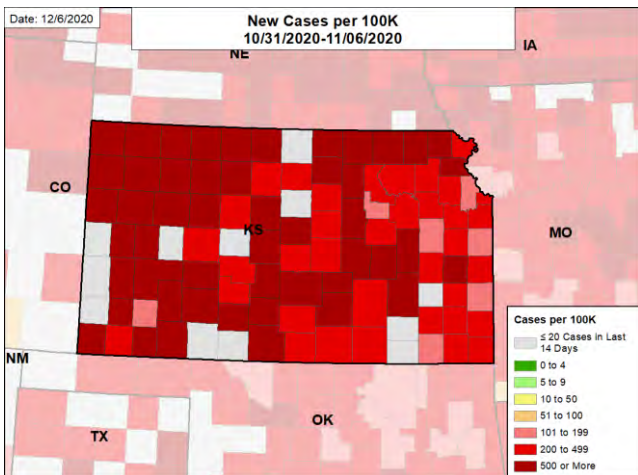 Date: 12/6/2020
New Cases per 100K
10/31/2020-11/06/2020
NE
IA
CO
KS
MO
NM
OK
TX
Cases per 100K
≤ 20 Cases in Last
14 Days
0 to 4
5 to 9
10 to 50
51 to 100
101 to 199
200 to 499
500 or More